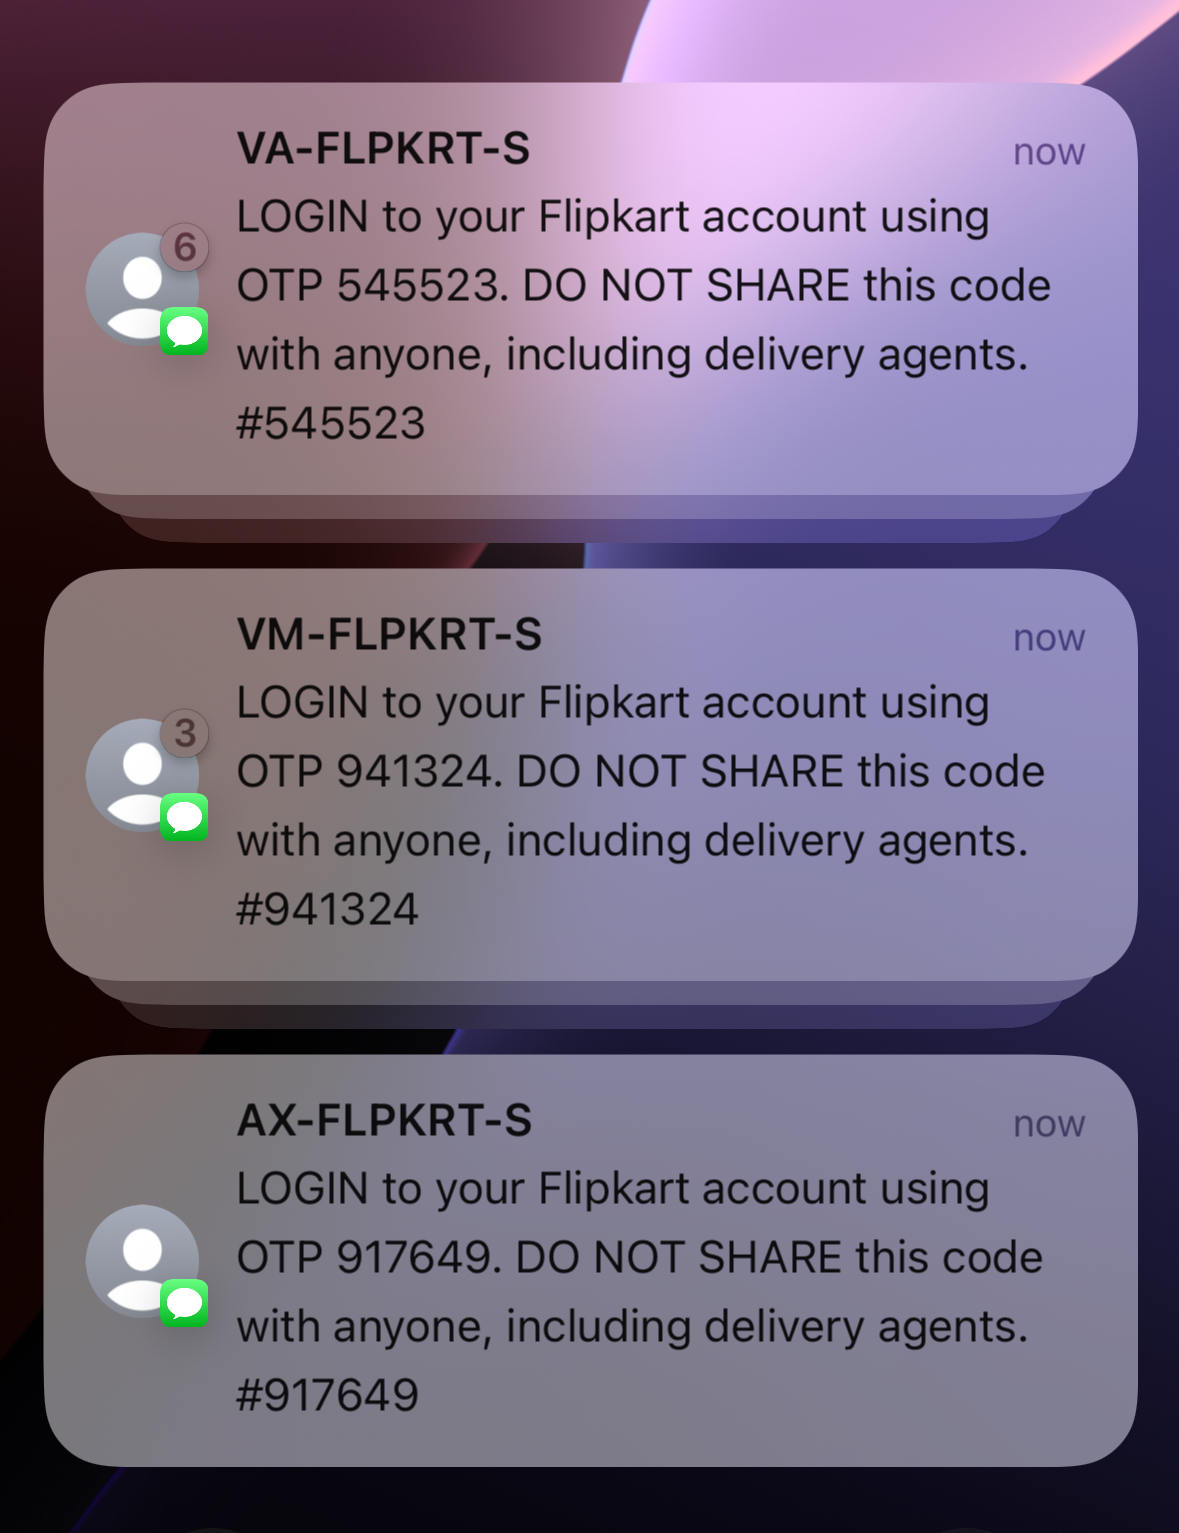 VA-FLPKRT-S
now
6
LOGIN to your Flipkart account using
OTP 545523. DO NOT SHARE this code
with anyone, including delivery agents.
#545523
VM-FLPKRT-S
now
3
LOGIN to your Flipkart account using
OTP 941324. DO NOT SHARE this code
with anyone, including delivery agents.
#941324
AX-FLPKRT-S
now
LOGIN to your Flipkart account using
OTP 917649. DO NOT SHARE this code
with anyone, including delivery agents.
#917649